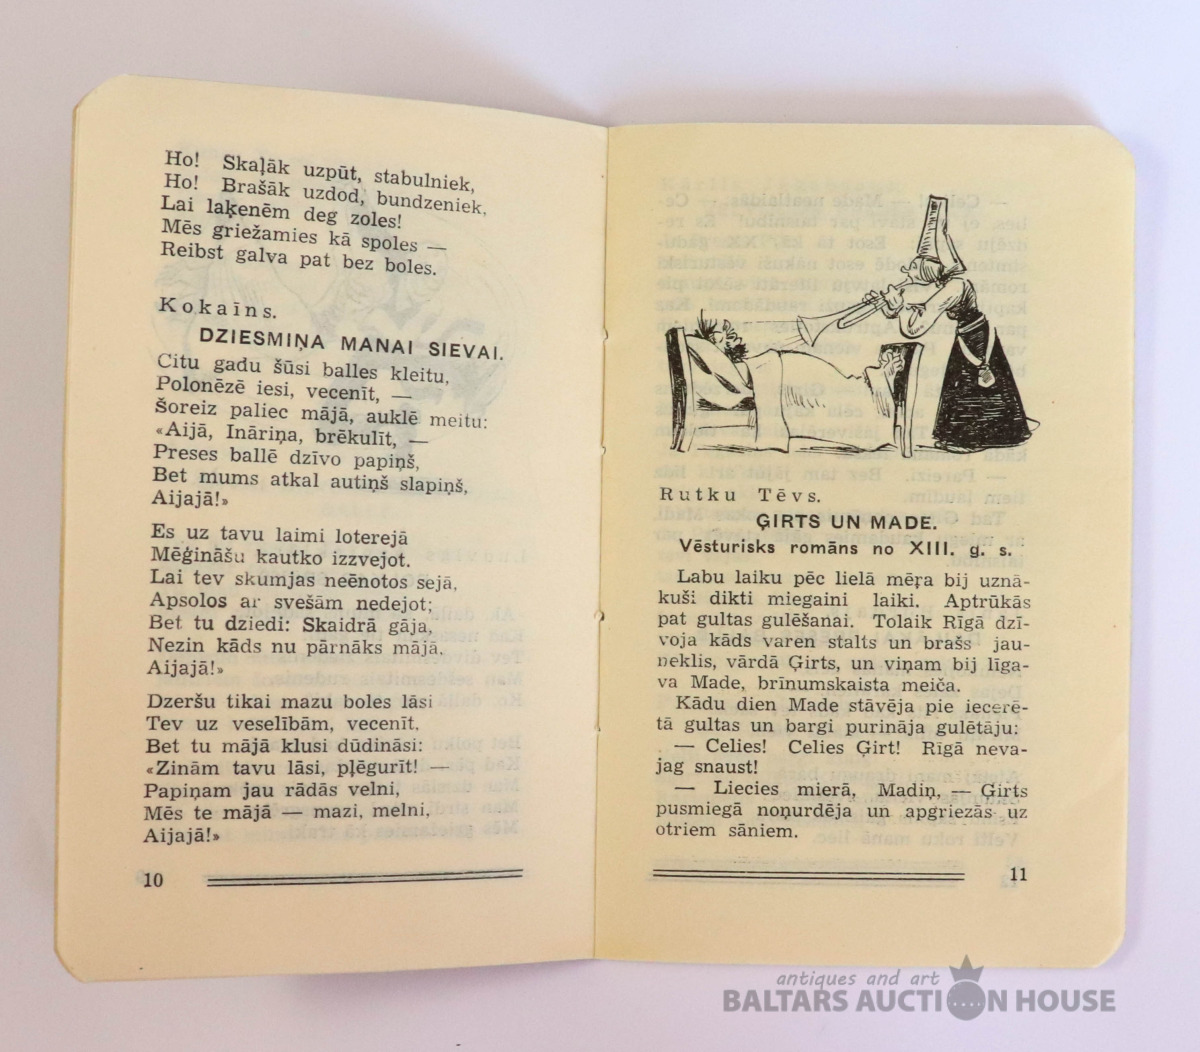 Ho! Skaļāk uzpūt, stabulniek,
Ho! Brašāk uzdod, bundzeniek,
Lai laķenēm deg zoles!
Mēs griežamies kā spoles —
Reibst galva pat bez boles.
Kokaīns.
DZIESMIŅA MANAI SIEVAI.
Citu gadu šūsi balles kleitu,
Polonēzē iesi, vecenīt, —
Šoreiz paliec mājā, auklē meitu:
«Aijā, Ināriņa, brēkulīt, —
Preses ballē dzīvo papiņš,
Bet mums atkal autiņš slapiņš,
Aijajā!»
Es uz tavu laimi loterejā
Mēģināšu kautko izzvejot.
Lai tev skumjas neēnotos sejā,
Apsolos ar svešām nedejot;
Bet tu dziedi: Skaidrā gāja,
Nezin kāds nu pārnāks mājā.
Aijajā!»
Dzeršu tikai mazu boles lāsi
Tev uz veselībām, vecenīt.
Bet tu mājā klusi dūdināsi:
«Zinām tavu lāsi, pļēgurīt! —
Papiņam jau rādās velni,
Mēs te mājā — mazi, melni,
Aijajā!»
10
Rutku Tēvs.
ĢIRTS UN MADE.
Vēsturisks romāns no XIII. g. s.
Labu laiku pēc lielā mēŗa bij uznā-
kuši dikti miegaini laiki. Aptrūkās
pat gultas gulēšanai. Tolaik Rīgā dzī-
voja kāds varen stalts un brašs jau-
neklis, vārdā Ģirts, un viņam bij līga-
va Made, brīnumskaista meiča.
Kādu dien Made stāvēja pie iecerē-
tā gultas un bargi purināja gulētāju:
— Celies! Celies Ģirt! Rīgā neva-
jag snaust!
— Liecies mierā, Madiņ, — Ģirts
pusmiegā noņurdēja un apgriezās uz
otriem sāniem.
11
antiques and art
BALTARS AUCTION HOUSE